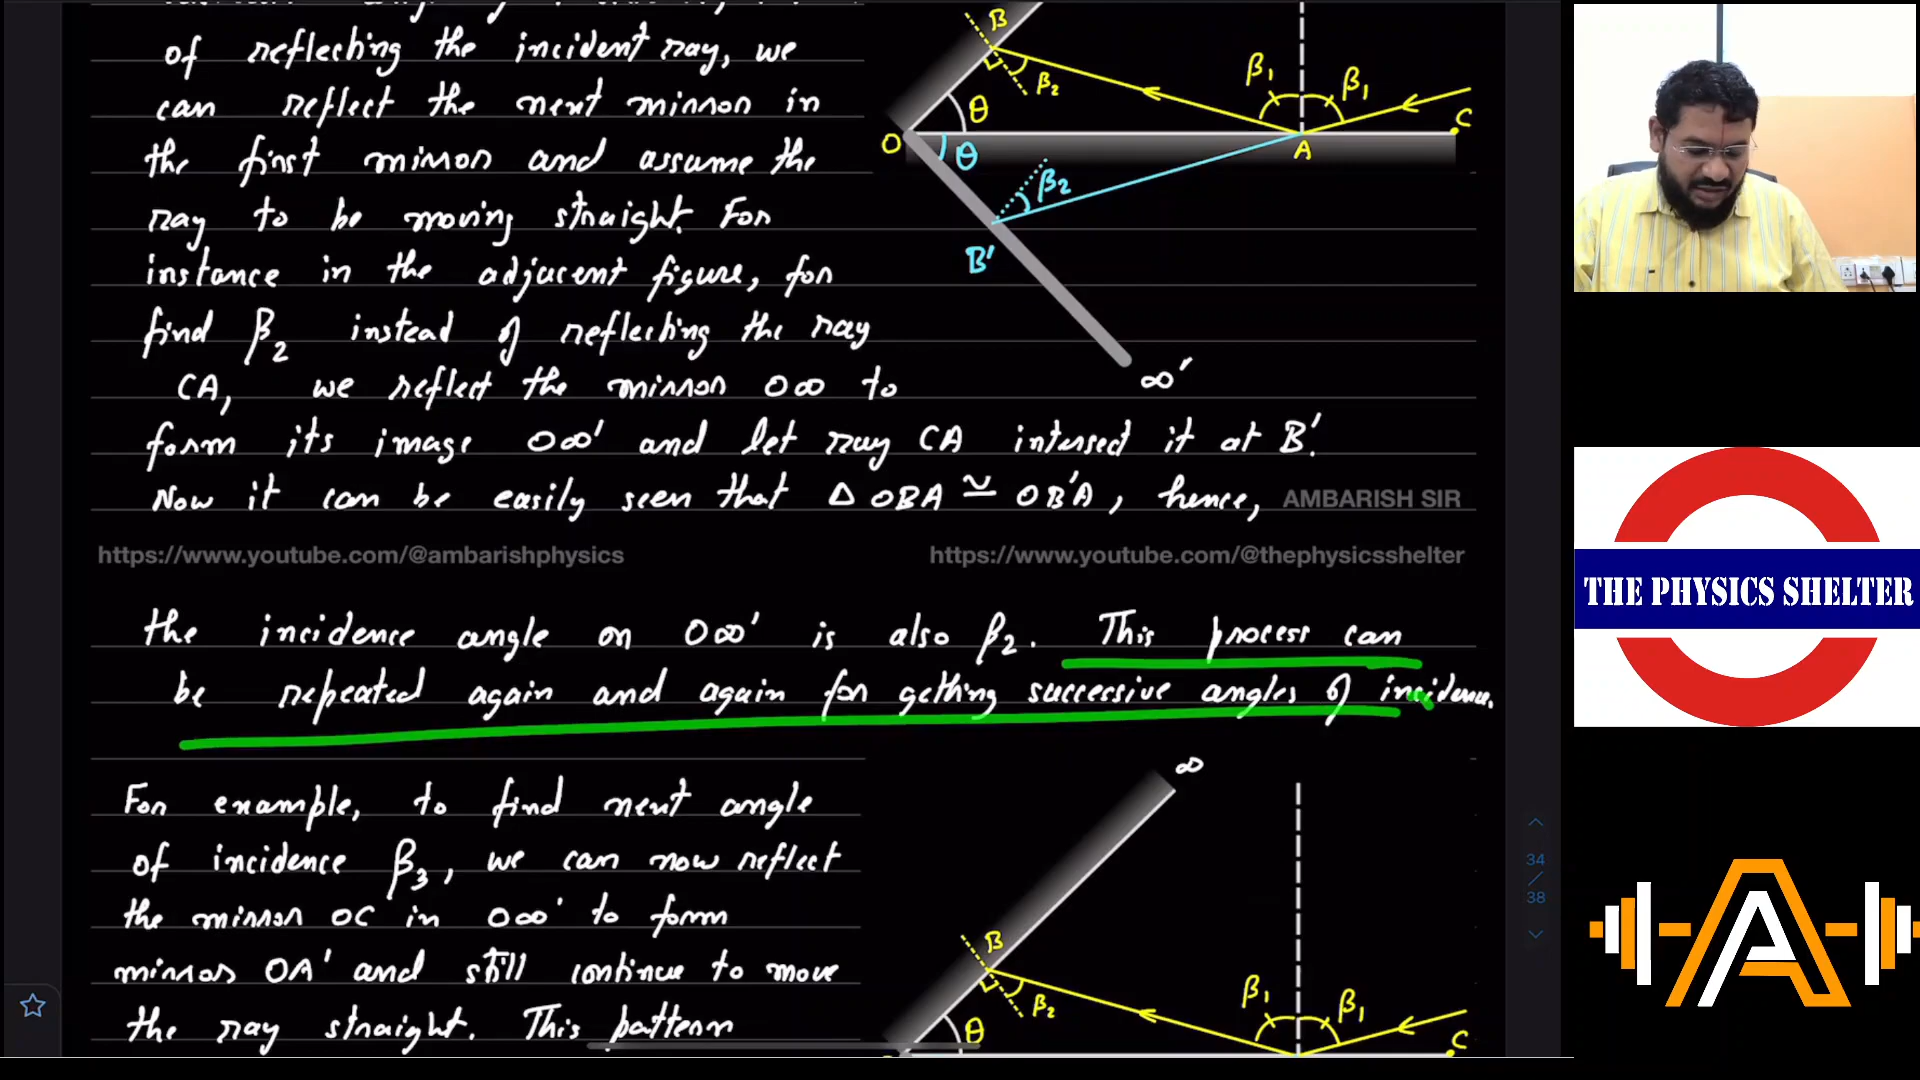 of reflecting the incident ray, we
can reflect the next mirror in
the first mirror and assume the
ray to be moving straight. For
instance in the adjacent figure, for
find β2 instead of reflecting the ray
CA, we reflect the mirror O∞ to
form its image O∞' and let ray CA intersect it at B'.
Now it can be easily seen that Δ OBA ≅ OB'A, hence,
AMBARISH SIR
https://www.youtube.com/@ambarishphysics
https://www.youtube.com/@thephysicsshelter
the incidence angle on O∞' is also β2. This process can
be repeated again and again for getting successive angles of incidence.
For example, to find next angle
of incidence β3, we can now reflect
the mirror OC in O∞' to form
mirror OA' and still continue to move
the ray straight. This pattern
B
β2
θ
β1
β1
C
O
θ
A
β2
B'
∞'
∞
B
β2
θ
β1
β1
C
THE PHYSICS SHELTER
34
/
38
A